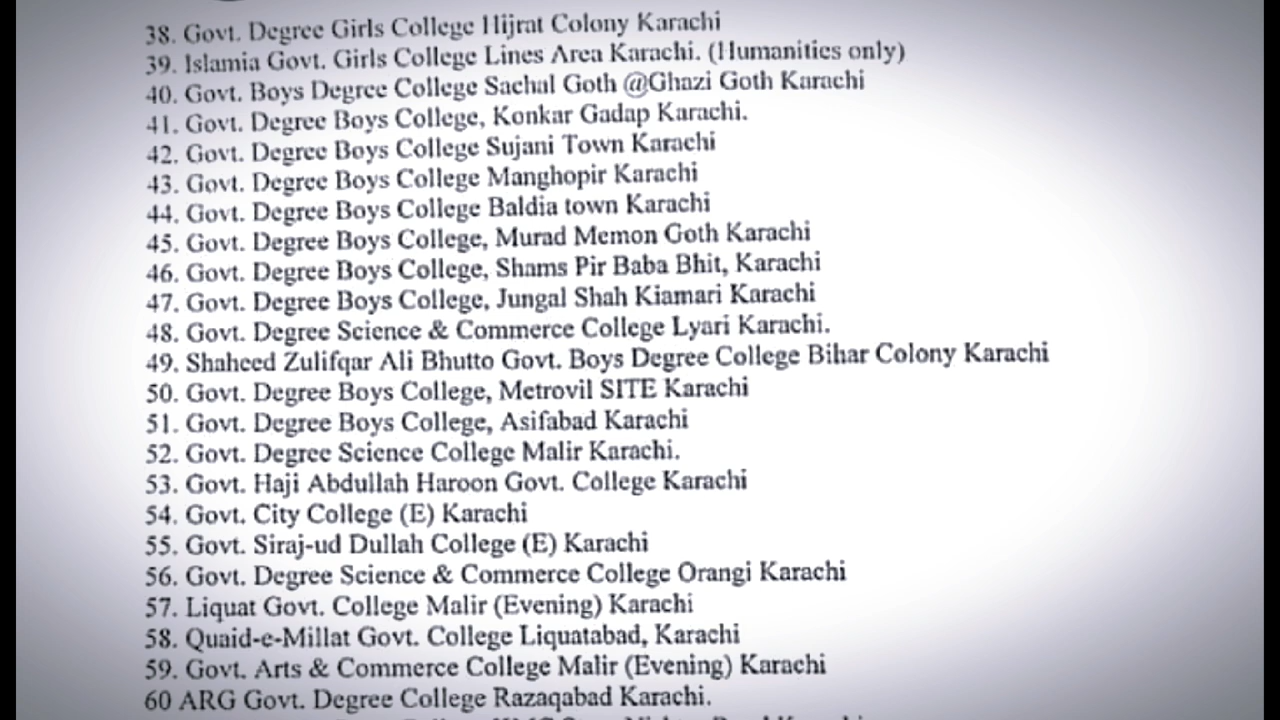 38. Govt. Degree Girls College Hijrat Colony Karachi
39. Islamia Govt. Girls College Lines Area Karachi. (Humanities only)
40. Govt. Boys Degree College Sachal Goth @Ghazi Goth Karachi
41. Govt. Degree Boys College, Konkar Gadap Karachi.
42. Govt. Degree Boys College Sujani Town Karachi
43. Govt. Degree Boys College Manghopir Karachi
44. Govt. Degree Boys College Baldia town Karachi
45. Govt. Degree Boys College, Murad Memon Goth Karachi
46. Govt. Degree Boys College, Shams Pir Baba Bhit, Karachi
47. Govt. Degree Boys College, Jungal Shah Kiamari Karachi
48. Govt. Degree Science & Commerce College Lyari Karachi.
49. Shaheed Zulifqar Ali Bhutto Govt. Boys Degree College Bihar Colony Karachi
50. Govt. Degree Boys College, Metrovil SITE Karachi
51. Govt. Degree Boys College, Asifabad Karachi
52. Govt. Degree Science College Malir Karachi.
53. Govt. Haji Abdullah Haroon Govt. College Karachi
54. Govt. City College (E) Karachi
55. Govt. Siraj-ud Dullah College (E) Karachi
56. Govt. Degree Science & Commerce College Orangi Karachi
57. Liquat Govt. College Malir (Evening) Karachi
58. Quaid-e-Millat Govt. College Liquatabad, Karachi
59. Govt. Arts & Commerce College Malir (Evening) Karachi
60 ARG Govt. Degree College Razaqabad Karachi.